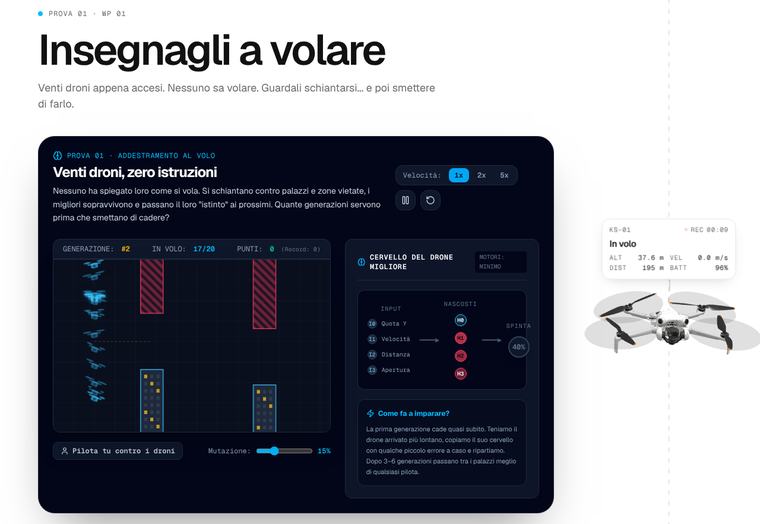 PROVA 01 · WP 01
Insegnagli a volare
Venti droni appena accesi. Nessuno sa volare. Guardali schiantarsi... e poi smettere
di farlo.
PROVA 01 · ADDESTRAMENTO AL VOLO
Venti droni, zero istruzioni
Nessuno ha spiegato loro come si vola. Si schiantano contro palazzi e zone vietate, i
migliori sopravvivono e passano il loro "istinto" ai prossimi. Quante generazioni servono
prima che smettano di cadere?
Velocità: 1x 2x 5x
GENERAZIONE: #2 IN VOLO: 17/20 PUNTI: 0 (Record: 0)
Pilota tu contro i droni
Mutazione: 15%
CERVELLO DEL DRONE
MIGLIORE
MOTORI:
MINIMO
INPUT
I0 Quota Y
I1 Velocità
I2 Distanza
I3 Apertura
NASCOSTI
H0
H1
H2
H3
SPINTA
40%
Come fa a imparare?
La prima generazione cade quasi subito. Teniamo il
drone arrivato più lontano, copiamo il suo cervello
con qualche piccolo errore a caso e ripartiamo.
Dopo 3–6 generazioni passano tra i palazzi meglio
di qualsiasi pilota.
KS-01 REC 00:09
In volo
ALT 37.6 m VEL 0.0 m/s
DIST 195 m BATT 96%